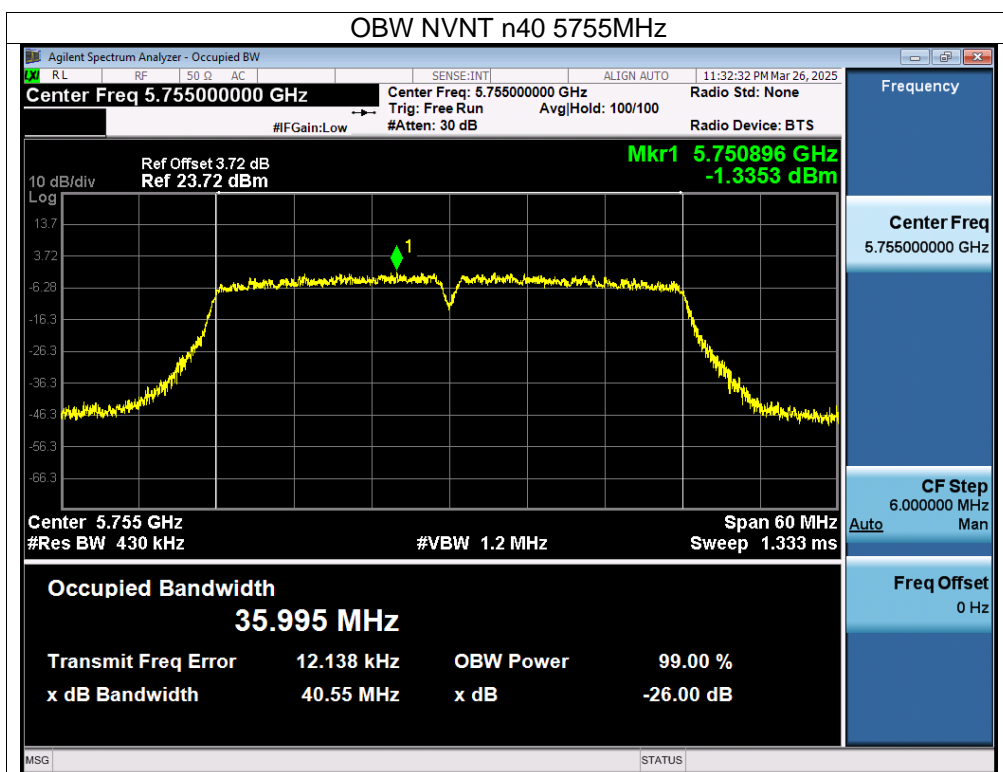 OBW NVNT n40 5755MHz
Agilent Spectrum Analyzer - Occupied BW
LXI RL RF 50 Ω AC SENSE:INT ALIGN AUTO 11:32:32 PM Mar 26, 2025
Center Freq 5.755000000 GHz
Center Freq: 5.755000000 GHz
Radio Std: None
Trig: Free Run Avg|Hold: 100/100
#IFGain:Low
#Atten: 30 dB
Radio Device: BTS
Mkr1 5.750896 GHz
-1.3353 dBm
Ref Offset 3.72 dB
10 dB/div Ref 23.72 dBm
Log
13.7
3.72
-6.28
-16.3
-26.3
-36.3
-46.3
-56.3
-66.3
1
Center 5.755 GHz Span 60 MHz
#Res BW 430 kHz #VBW 1.2 MHz Sweep 1.333 ms
Occupied Bandwidth
35.995 MHz
Transmit Freq Error 12.138 kHz OBW Power 99.00 %
x dB Bandwidth 40.55 MHz x dB -26.00 dB
MSG STATUS
Frequency
Center Freq
5.755000000 GHz
CF Step
6.000000 MHz
Auto Man
Freq Offset
0 Hz